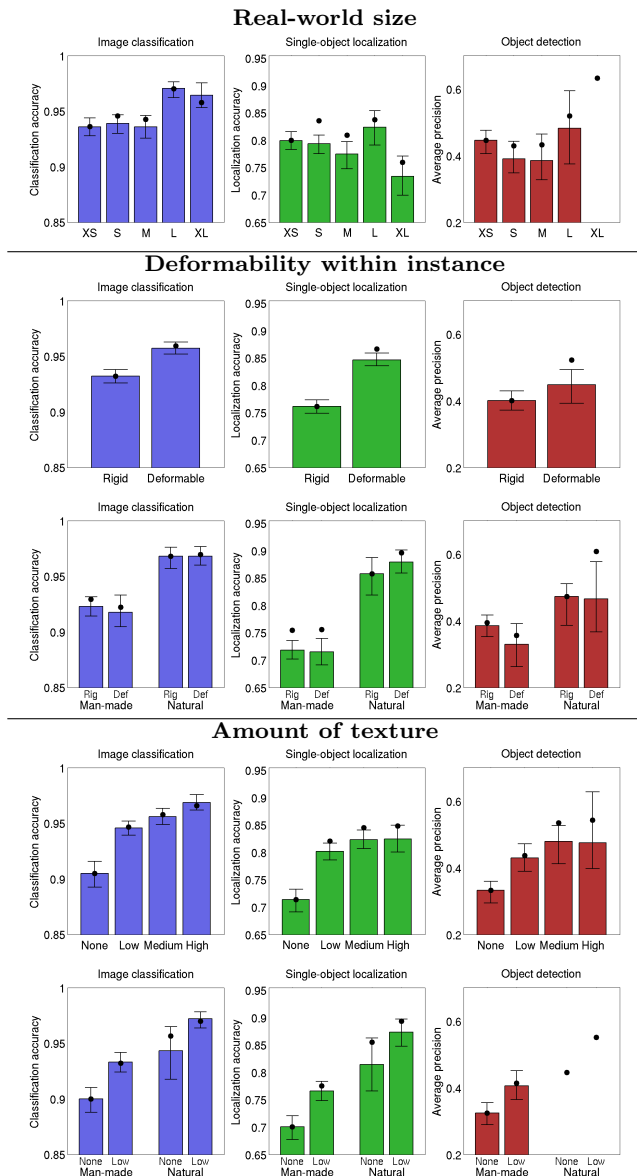 Real-world size
Image classification
Single-object localization
Object detection
Classification accuracy
1
0.95
0.9
0.85
XS S M L XL
Localization accuracy
0.95
0.9
0.85
0.8
0.75
0.7
0.65
XS S M L XL
Average precision
0.6
0.4
0.2
XS S M L XL
Deformability within instance
Image classification
Single-object localization
Object detection
Classification accuracy
1
0.95
0.9
0.85
Rigid Deformable
Localization accuracy
0.95
0.9
0.85
0.8
0.75
0.7
0.65
Rigid Deformable
Average precision
0.6
0.4
0.2
Rigid Deformable
Image classification
Single-object localization
Object detection
Classification accuracy
1
0.95
0.9
0.85
Rig Def Rig Def
Man-made Natural
Localization accuracy
0.95
0.9
0.85
0.8
0.75
0.7
0.65
Rig Def Rig Def
Man-made Natural
Average precision
0.6
0.4
0.2
Rig Def Rig Def
Man-made Natural
Amount of texture
Image classification
Single-object localization
Object detection
Classification accuracy
1
0.95
0.9
0.85
None Low Medium High
Localization accuracy
0.95
0.9
0.85
0.8
0.75
0.7
0.65
None Low Medium High
Average precision
0.6
0.4
0.2
None Low Medium High
Image classification
Single-object localization
Object detection
Classification accuracy
1
0.95
0.9
0.85
None Low None Low
Man-made Natural
Localization accuracy
0.95
0.9
0.85
0.8
0.75
0.7
0.65
None Low None Low
Man-made Natural
Average precision
0.6
0.4
0.2
None Low None Low
Man-made Natural